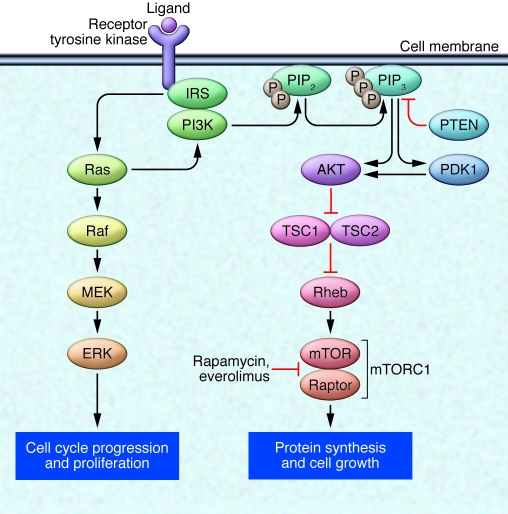 Ligand
Receptor
tyrosine kinase
Cell membrane
IRS
PI3K
P
P
PIP2
P
P
P
PIP3
PTEN
Ras
AKT
PDK1
Raf
TSC1
TSC2
MEK
Rheb
ERK
Rapamycin,
everolimus
mTOR
Raptor
mTORC1
Cell cycle progression
and proliferation
Protein synthesis
and cell growth